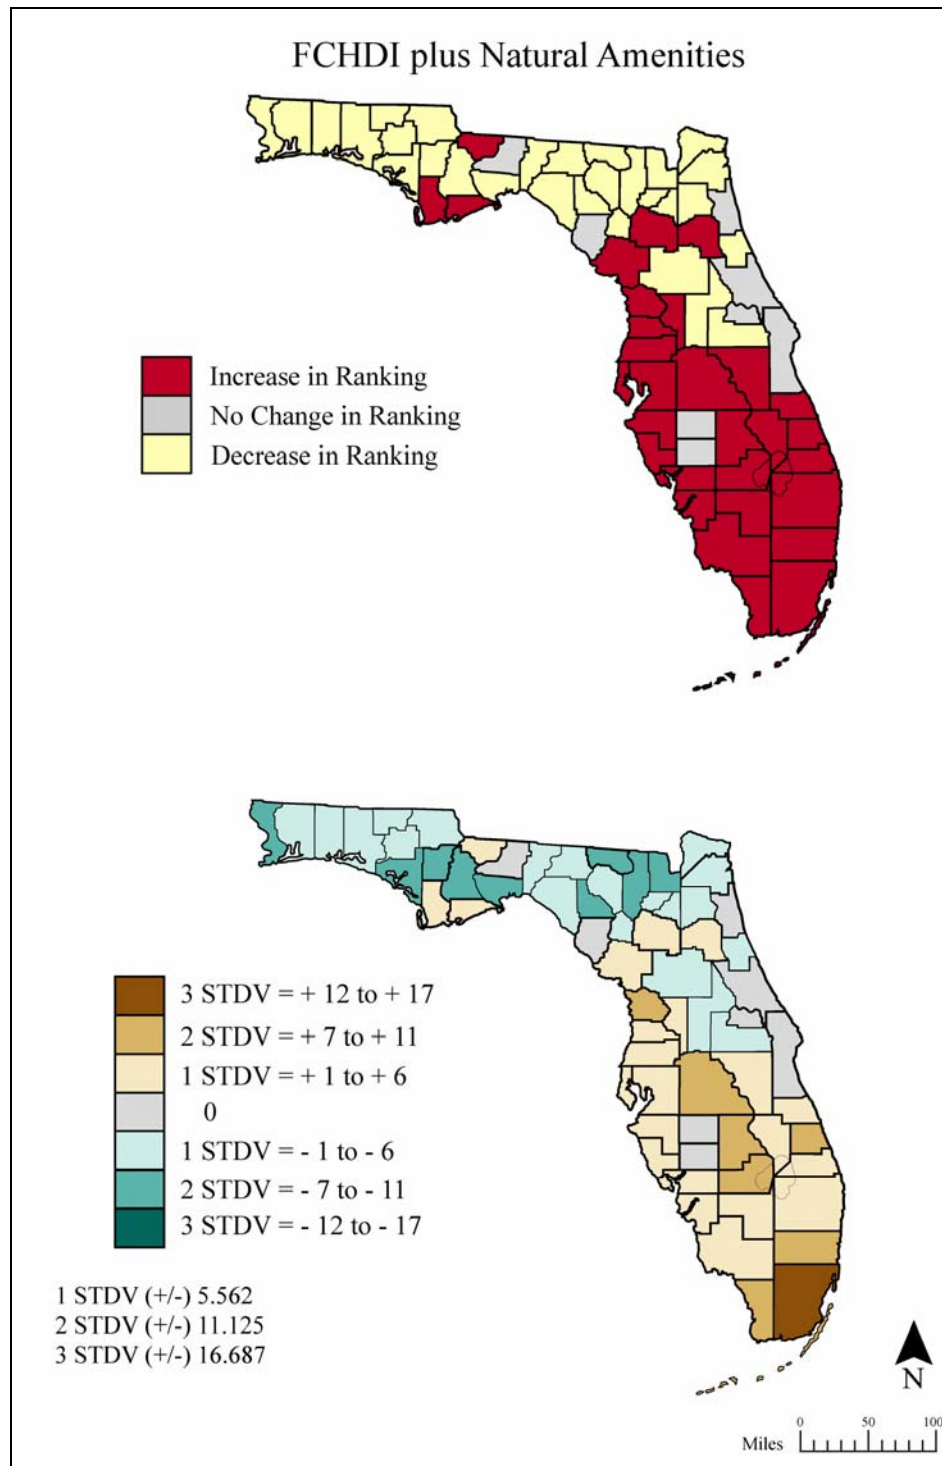 FCHDI plus Natural Amenities
Increase in Ranking
No Change in Ranking
Decrease in Ranking
3 STDV = + 12 to + 17
2 STDV = + 7 to + 11
1 STDV = + 1 to + 6
0
1 STDV = - 1 to - 6
2 STDV = - 7 to - 11
3 STDV = - 12 to - 17
1 STDV (+/-) 5.562
2 STDV (+/-) 11.125
3 STDV (+/-) 16.687
N
0 50 100
Miles